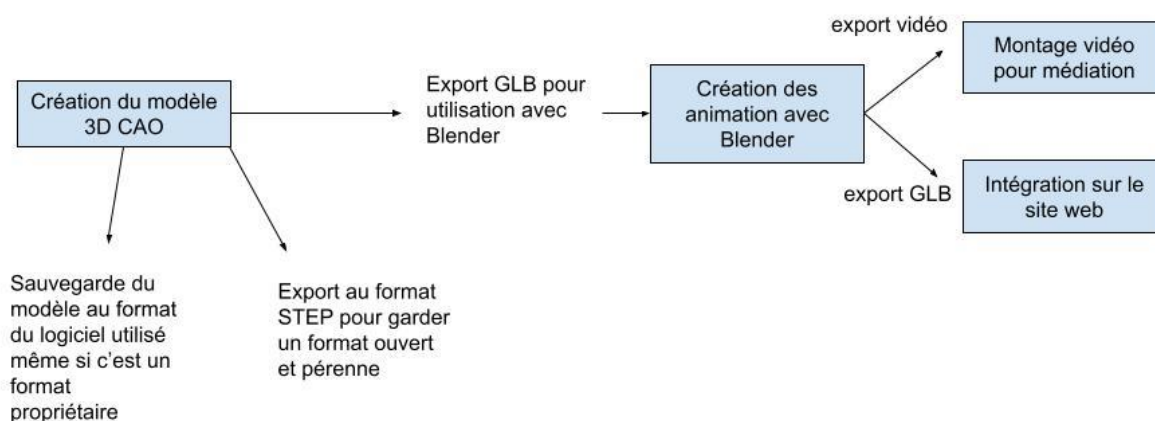 Création du modèle
3D CAO
Sauvegarde du
modèle au format
du logiciel utilisé
même si c'est un
format
propriétaire
Export au format
STEP pour garder
un format ouvert
et pérenne
Export GLB pour
utilisation avec
Blender
Création des
animation avec
Blender
export vidéo
Montage vidéo
pour médiation
export GLB
Intégration sur le
site web